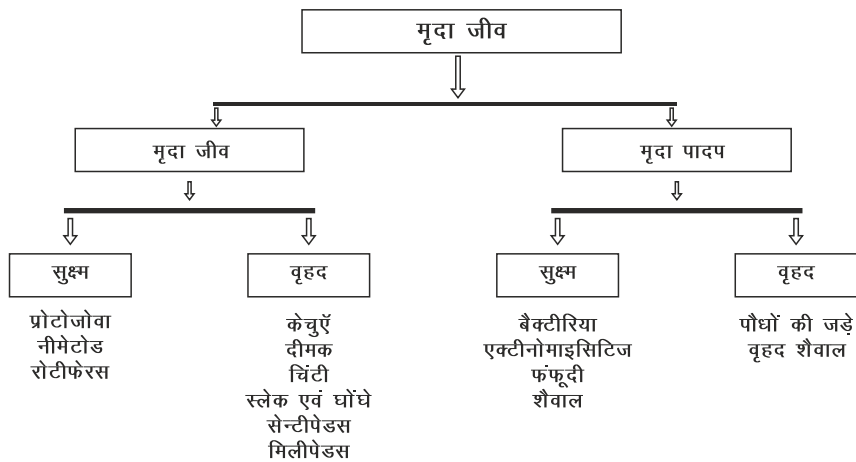 मृदा जीव
मृदा जीव
मृदा पादप
सुक्ष्म
वृहद
सुक्ष्म
वृहद
प्रोटोजोवा
नीमेटोड
रोटीफेरस
केचुएॅ
दीमक
चिंटी
स्लेक एवं घोंघे
सेन्टीपेडस
मिलीपेडस
बैक्टीरिया
एक्टीनोमाइसिटिज
फंफूदी
शैवाल
पौधों की जड़े
वृहद शैवाल